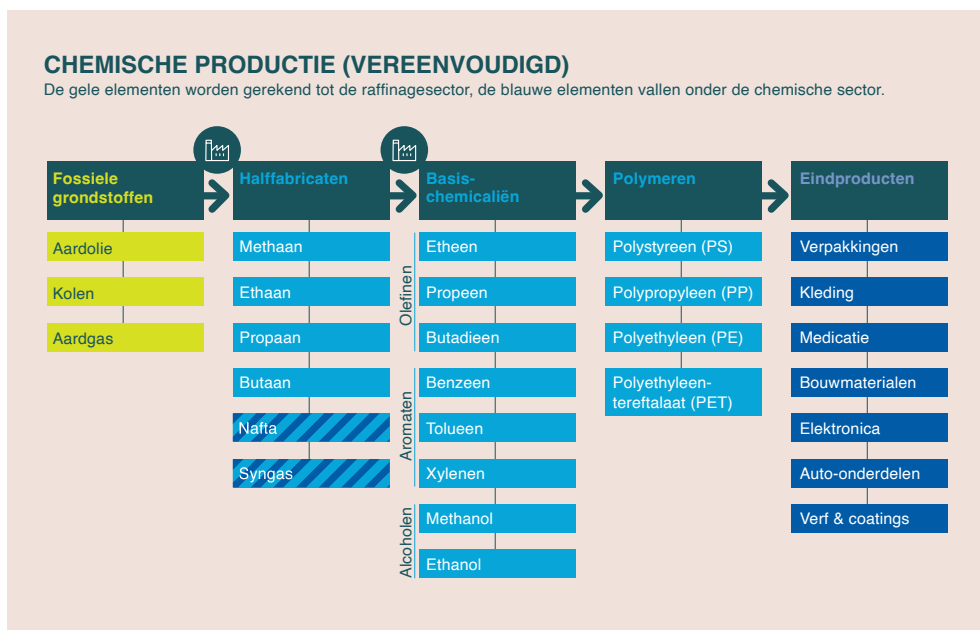 CHEMISCHE PRODUCTIE (VEREENVOUDIGD)
De gele elementen worden gerekend tot de raffinagesector, de blauwe elementen vallen onder de chemische sector.
Fossiele
grondstoffen
Aardolie
Kolen
Aardgas
Halffabricaten
Methaan
Ethaan
Propaan
Butaan
Nafta
Syngas
Basis-
chemicaliën
Olefinen
Etheen
Propeen
Butadieen
Aromaten
Benzeen
Tolueen
Xylenen
Alcoholen
Methanol
Ethanol
Polymeren
Polystyreen (PS)
Polypropyleen (PP)
Polyethyleen (PE)
Polyethyleen-
tereftalaat (PET)
Eindproducten
Verpakkingen
Kleding
Medicatie
Bouwmaterialen
Elektronica
Auto-onderdelen
Verf & coatings